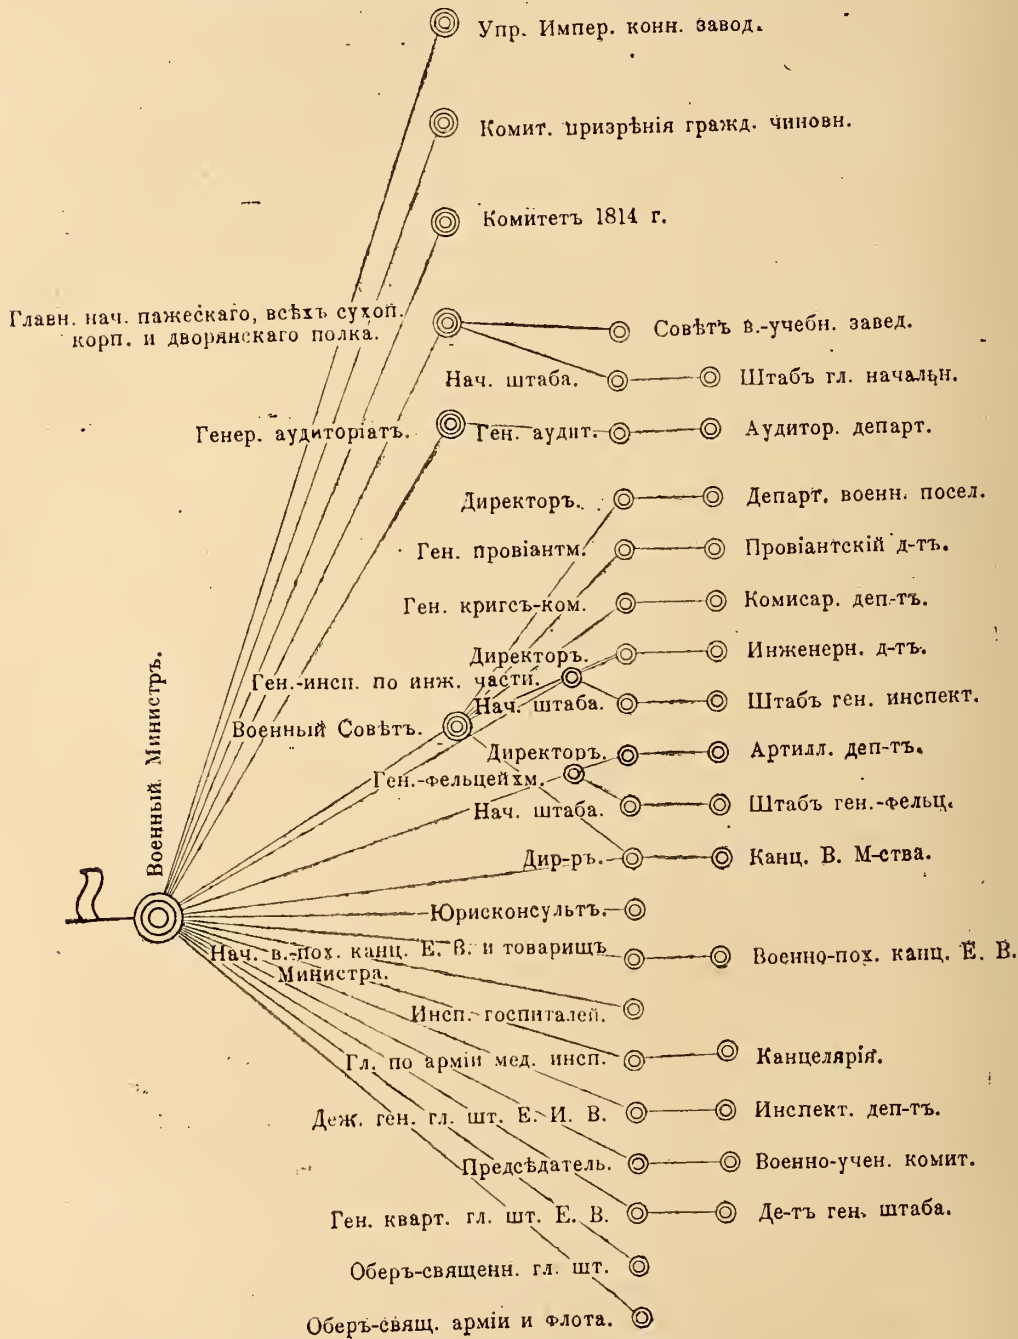 Упр. Импер. конн. завод.
Комит. призрѣнія гражд. чиновн.
Комитетъ 1814 г.
Главн. нач. пажескаго, всѣхъ сухоп.
корп. и дворянскаго полка.
Совѣтъ в.-учебн. завед.
Нач. штаба.
Штабъ гл. начальн.
Генер. аудиторіатъ.
Ген. аудит.
Аудитор. департ.
Директоръ.
Департ. военн. посел.
Ген. провіантм.
Провіантскій д-тъ.
Ген. кригсъ-ком.
Комисар. деп-тъ.
Директоръ.
Инженерн. д-тъ.
Ген.-инсп. по инж. части.
Нач. штаба.
Штабъ ген. инспект.
Военный Совѣтъ.
Директоръ.
Артилл. деп-тъ.
Ген.-фельцейхм.
Нач. штаба.
Штабъ ген.-фельц.
Дир-ръ.
Канц. В. М-ства.
Военный Министръ.
Юрисконсультъ.
Нач. в.-пох. канц. Е. В. и товарищъ
Министра.
Военно-пох. канц. Е. В.
Инсп. госпиталей.
Гл. по арміи мед. инсп.
Канцелярія.
Деж. ген. гл. шт. Е. И. В.
Инспект. деп-тъ.
Предсѣдатель.
Военно-учен. комит.
Ген. кварт. гл. шт. Е. В.
Де-тъ ген. штаба.
Оберъ-священн. гл. шт.
Оберъ-свящ. арміи и флота.